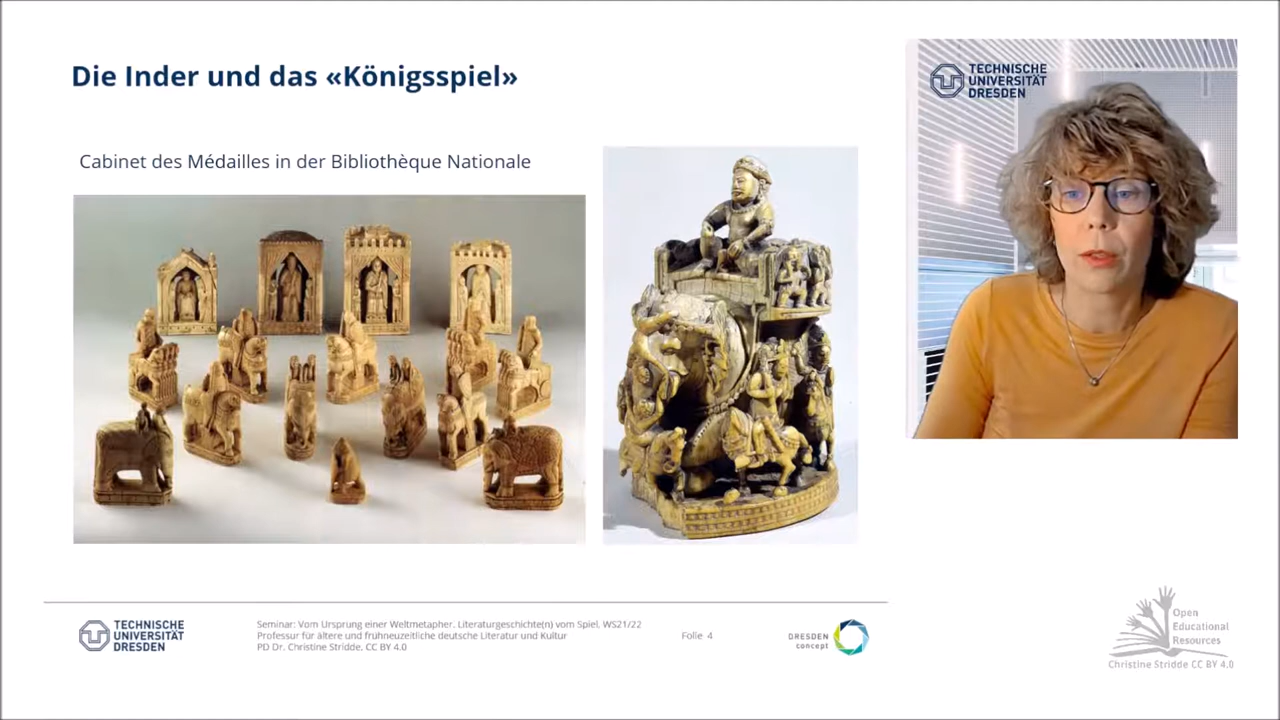 Die Inder und das «Königsspiel»
Cabinet des Médailles in der Bibliothèque Nationale
TECHNISCHE
UNIVERSITÄT
DRESDEN
TECHNISCHE
UNIVERSITÄT
DRESDEN
Seminar: Vom Ursprung einer Weltmetapher. Literaturgeschichte(n) vom Spiel. WS21/22
Professur für ältere und frühneuzeitliche deutsche Literatur und Kultur
PD Dr. Christine Stridde. CC BY 4.0
Folie 4
DRESDEN
concept
Open
Educational
Resources
Christine Stridde CC BY 4.0